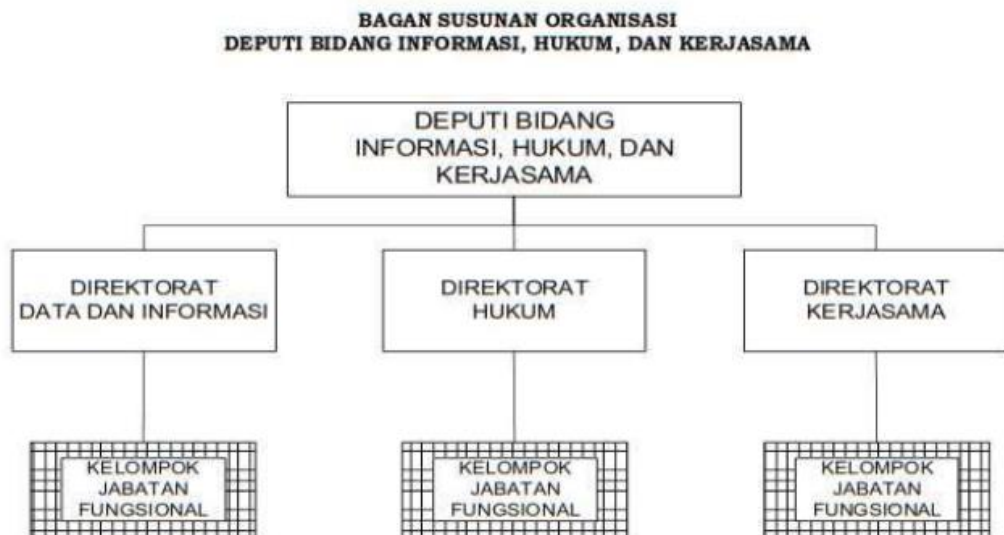 BAGAN SUSUNAN ORGANISASI
DEPUTI BIDANG INFORMASI, HUKUM, DAN KERJASAMA
DEPUTI BIDANG
INFORMASI, HUKUM, DAN
KERJASAMA
DIREKTORAT
DATA DAN INFORMASI
DIREKTORAT
HUKUM
DIREKTORAT
KERJASAMA
KELOMPOK
JABATAN
FUNGSIONAL
KELOMPOK
JABATAN
FUNGSIONAL
KELOMPOK
JABATAN
FUNGSIONAL